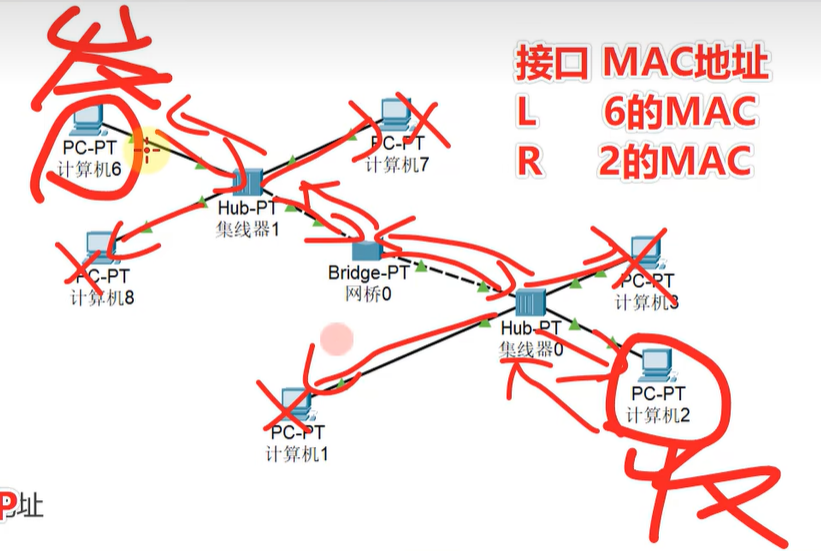 发
接口 MAC地址
L 6的MAC
R 2的MAC
PC-PT
计算机6
PC-PT
计算机7
Hub-PT
集线器1
PC-PT
计算机8
Bridge-PT
网桥0
PC-PT
计算机3
Hub-PT
集线器0
PC-PT
计算机2
PC-PT
计算机1
收
P地址